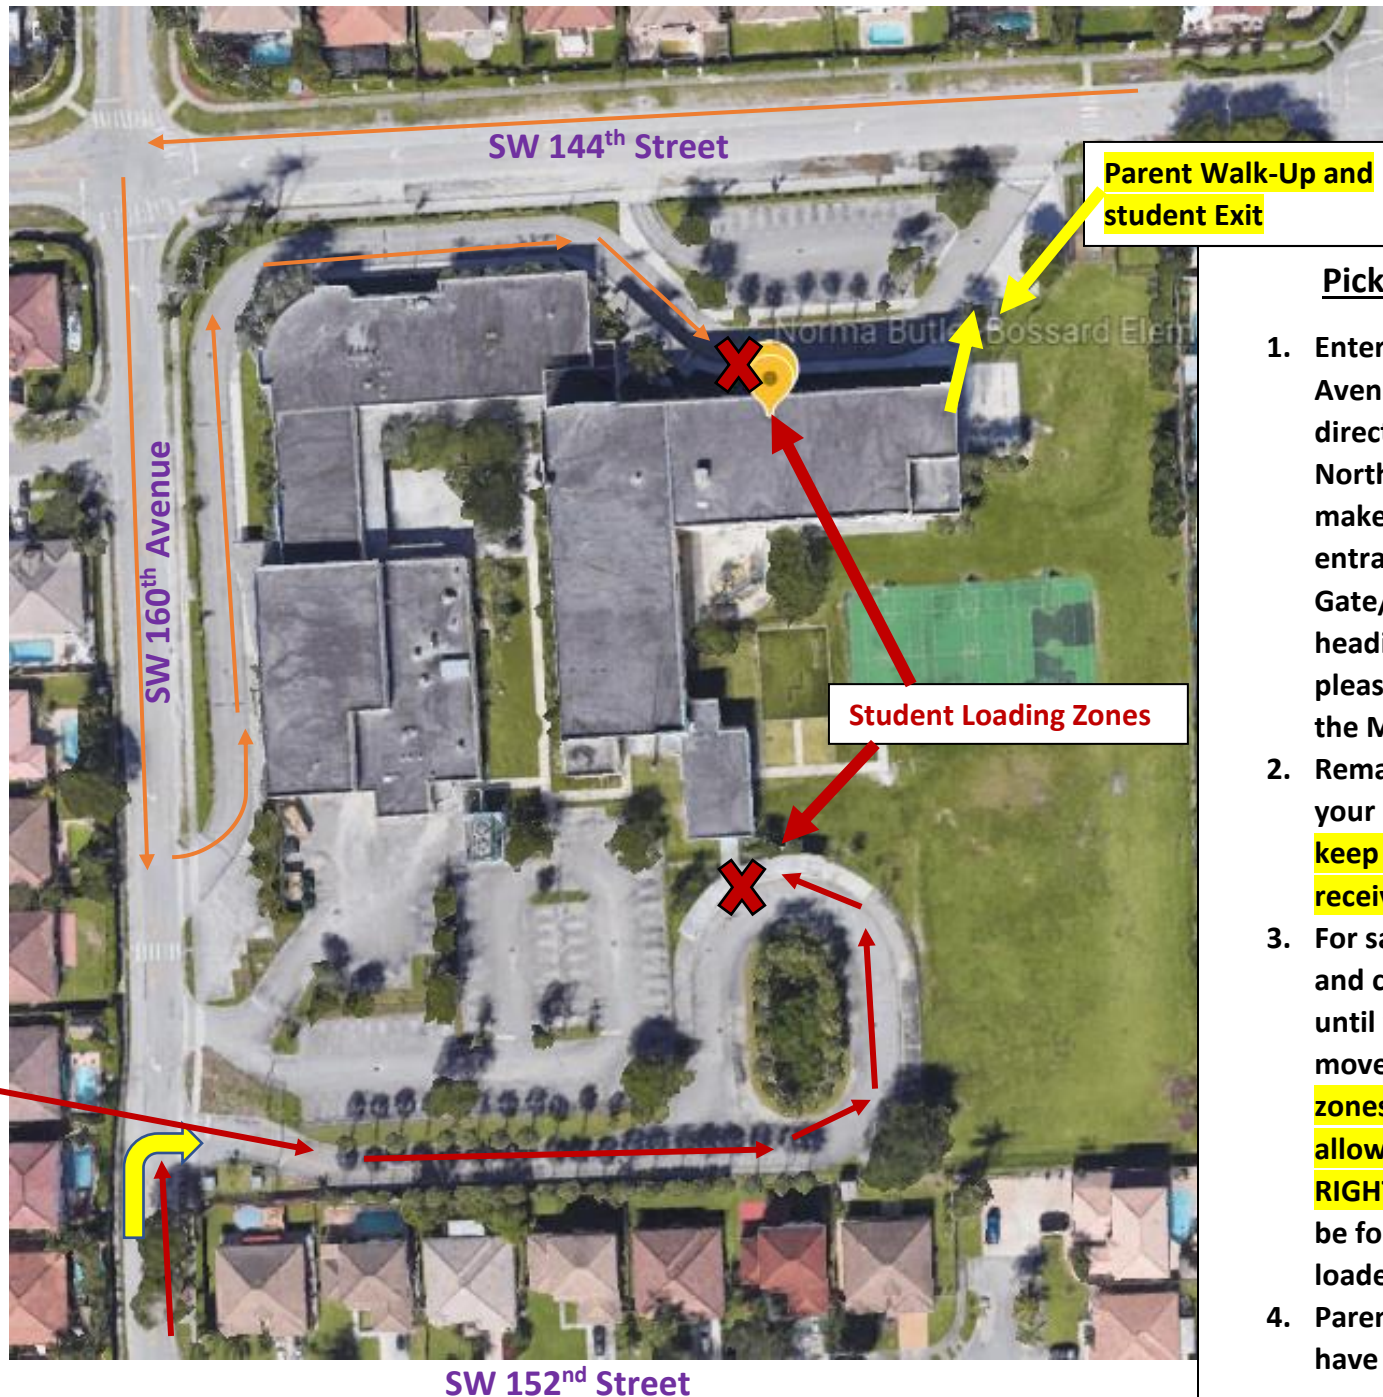 SW 144th Street
Parent Walk-Up and
student Exit
Norma Butler Bossard Elem
SW 160th Avenue
Student Loading Zones
SW 152nd Street
Pick
1. Enter
Aven
direct
North
make
entra
Gate/
headi
pleas
the M
2. Rema
your
keep
receiv
3. For sa
and c
until
move
zones
allow
RIGHT
be fo
loade
4. Paren
have